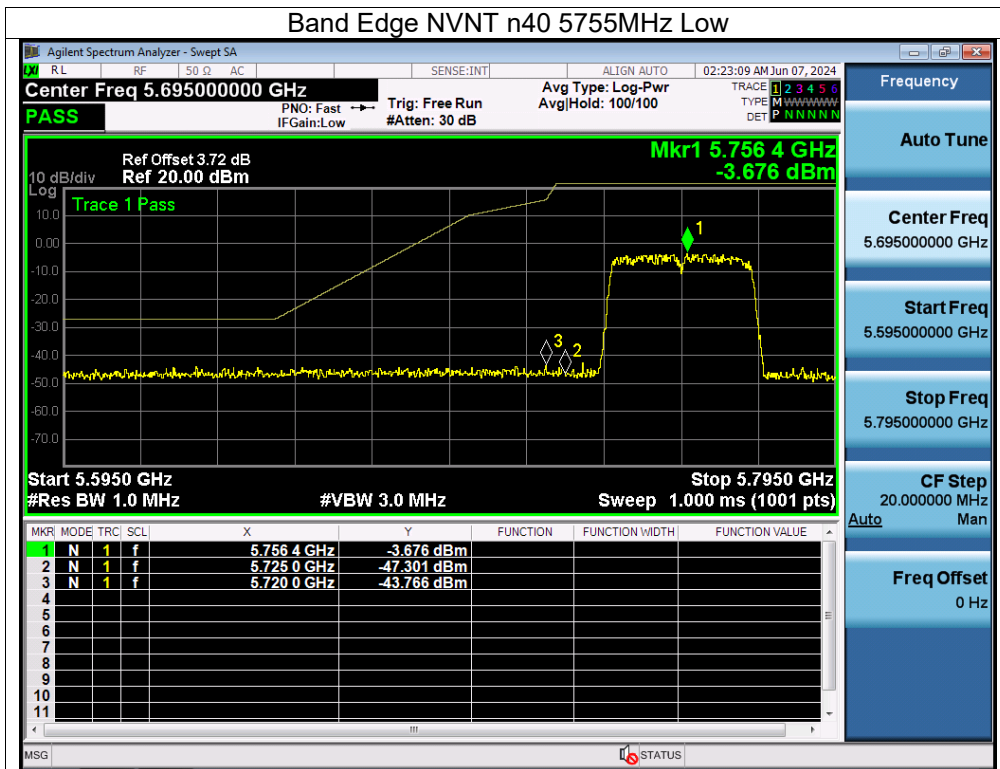 Band Edge NVNT n40 5755MHz Low
Agilent Spectrum Analyzer - Swept SA
LXI RL RF 50 Ω AC SENSE:INT ALIGN AUTO 02:23:09 AM Jun 07, 2024
Center Freq 5.695000000 GHz
PASS
PNO: Fast
IFGain:Low
Trig: Free Run
#Atten: 30 dB
Avg Type: Log-Pwr
Avg|Hold: 100/100
TRACE 1 2 3 4 5 6
TYPE M WWWWW
DET P N N N N N
Mkr1 5.756 4 GHz
-3.676 dBm
Ref Offset 3.72 dB
10 dB/div Ref 20.00 dBm
Log
Trace 1 Pass
10.0
0.00
-10.0
-20.0
-30.0
-40.0
-50.0
-60.0
-70.0
1
3
2
Start 5.5950 GHz Stop 5.7950 GHz
#Res BW 1.0 MHz #VBW 3.0 MHz Sweep 1.000 ms (1001 pts)
MKR MODE TRC SCL X Y FUNCTION FUNCTION WIDTH FUNCTION VALUE
1 N 1 f 5.756 4 GHz -3.676 dBm
2 N 1 f 5.725 0 GHz -47.301 dBm
3 N 1 f 5.720 0 GHz -43.766 dBm
4
5
6
7
8
9
10
11
MSG STATUS
Frequency
Auto Tune
Center Freq
5.695000000 GHz
Start Freq
5.595000000 GHz
Stop Freq
5.795000000 GHz
CF Step
20.000000 MHz
Auto Man
Freq Offset
0 Hz